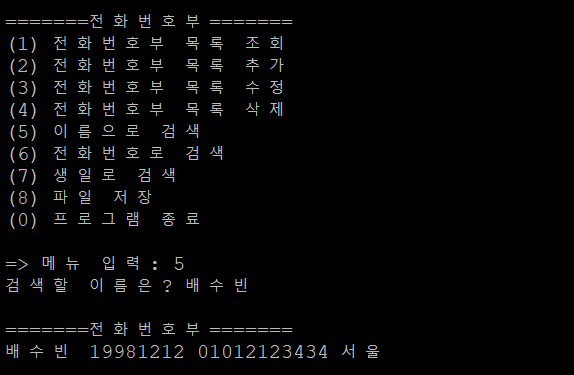 =======전화번호부=======
(1) 전화번호부 목록 조회
(2) 전화번호부 목록 추가
(3) 전화번호부 목록 수정
(4) 전화번호부 목록 삭제
(5) 이름으로 검색
(6) 전화번호로 검색
(7) 생일로 검색
(8) 파일 저장
(0) 프로그램 종료
=> 메뉴 입력 : 5
검색할 이름은? 배수빈
=======전화번호부=======
배수빈 19981212 01012123434 서울